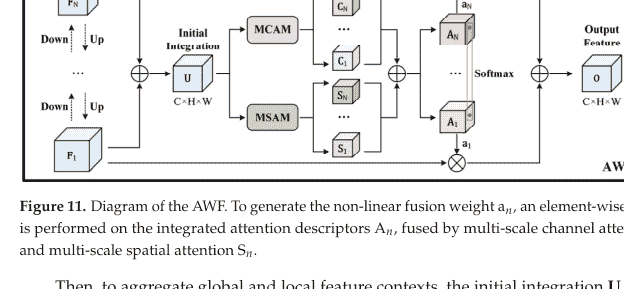 F_N C_N a_N
Initial Integration MCAM ... A_N Output Feature
Down Up
... U C_1 ... Softmax O
C×H×W S_N C×H×W
Down Up MSAM ... A_1
F_1 S_1 a_1
AW
Figure 11. Diagram of the AWF. To generate the non-linear fusion weight a_n, an element-wise
is performed on the integrated attention descriptors A_n, fused by multi-scale channel atte
and multi-scale spatial attention S_n.
Then, to aggregate global and local feature contexts, the initial integration U